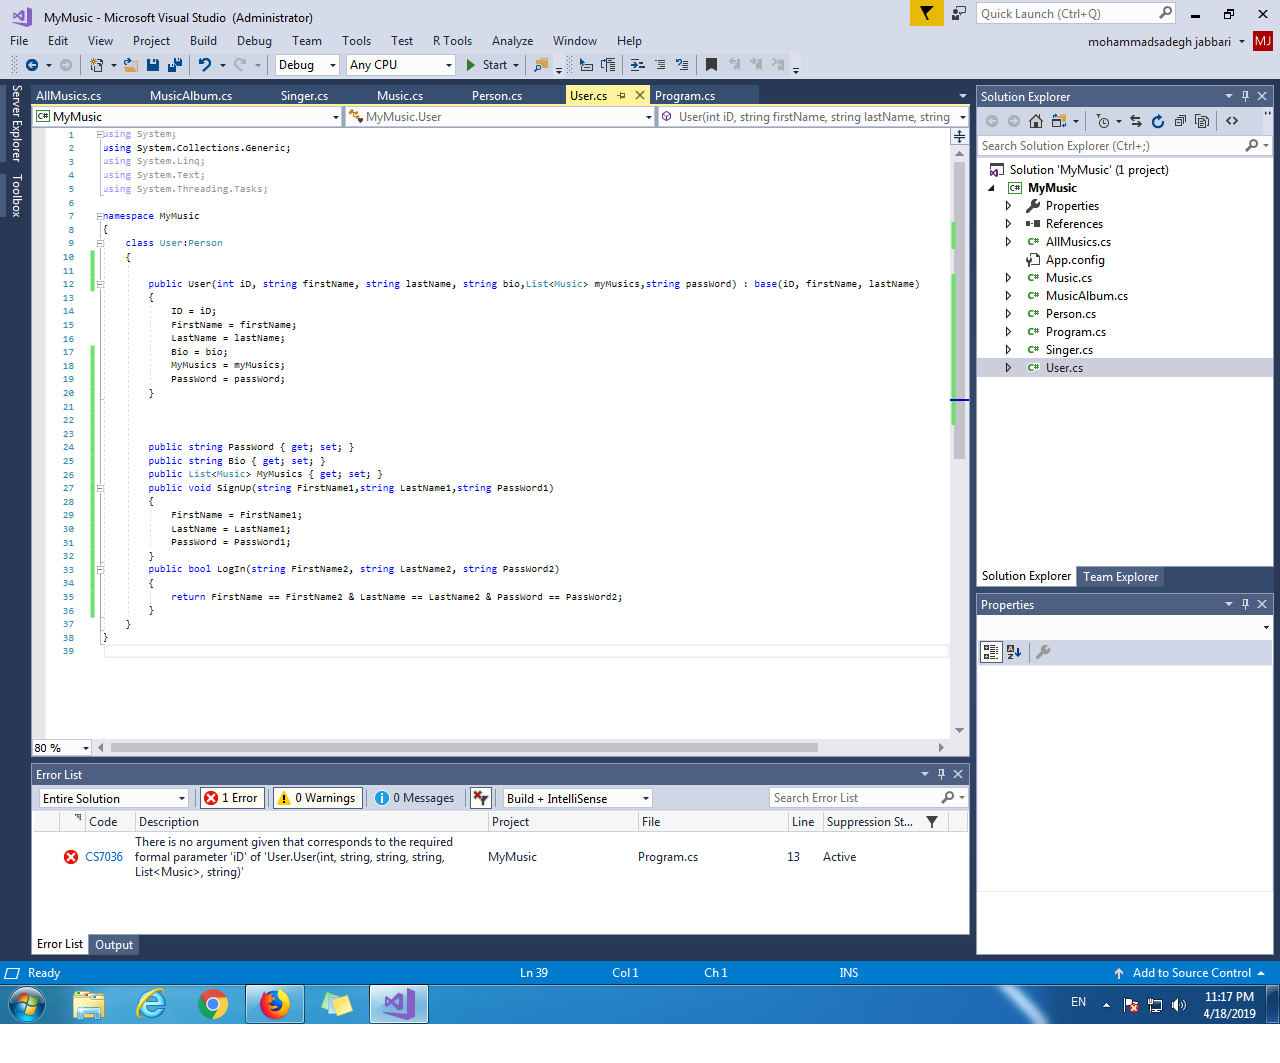 MyMusic - Microsoft Visual Studio (Administrator)
Quick Launch (Ctrl+Q)
File Edit View Project Build Debug Team Tools Test R Tools Analyze Window Help
mohammadsadegh jabbari MJ
Debug Any CPU Start
Server Explorer
Toolbox
AllMusics.cs MusicAlbum.cs Singer.cs Music.cs Person.cs User.cs Program.cs
MyMusic MyMusic.User User(int iD, string firstName, string lastName, string
1 using System;
2 using System.Collections.Generic;
3 using System.Linq;
4 using System.Text;
5 using System.Threading.Tasks;
6
7 namespace MyMusic
8 {
9 class User:Person
10 {
11
12 public User(int iD, string firstName, string lastName, string bio,List<Music> myMusics,string passWord) : base(iD, firstName, lastName)
13 {
14 ID = iD;
15 FirstName = firstName;
16 LastName = lastName;
17 Bio = bio;
18 MyMusics = myMusics;
19 PassWord = passWord;
20 }
21
22
23
24 public string PassWord { get; set; }
25 public string Bio { get; set; }
26 public List<Music> MyMusics { get; set; }
27 public void SignUp(string FirstName1,string LastName1,string PassWord1)
28 {
29 FirstName = FirstName1;
30 LastName = LastName1;
31 PassWord = PassWord1;
32 }
33 public bool LogIn(string FirstName2, string LastName2, string PassWord2)
34 {
35 return FirstName == FirstName2 & LastName == LastName2 & PassWord == PassWord2;
36 }
37 }
38 }
39
80 %
Solution Explorer
Search Solution Explorer (Ctrl+;)
Solution 'MyMusic' (1 project)
C# MyMusic
Properties
References
C# AllMusics.cs
App.config
C# Music.cs
C# MusicAlbum.cs
C# Person.cs
C# Program.cs
C# Singer.cs
C# User.cs
Solution Explorer Team Explorer
Properties
Error List
Entire Solution 1 Error 0 Warnings 0 Messages Build + IntelliSense Search Error List
Code Description Project File Line Suppression St...
CS7036 There is no argument given that corresponds to the required formal parameter 'iD' of 'User.User(int, string, string, string, List<Music>, string)' MyMusic Program.cs 13 Active
Error List Output
Ready Ln 39 Col 1 Ch 1 INS Add to Source Control
EN 11:17 PM
4/18/2019